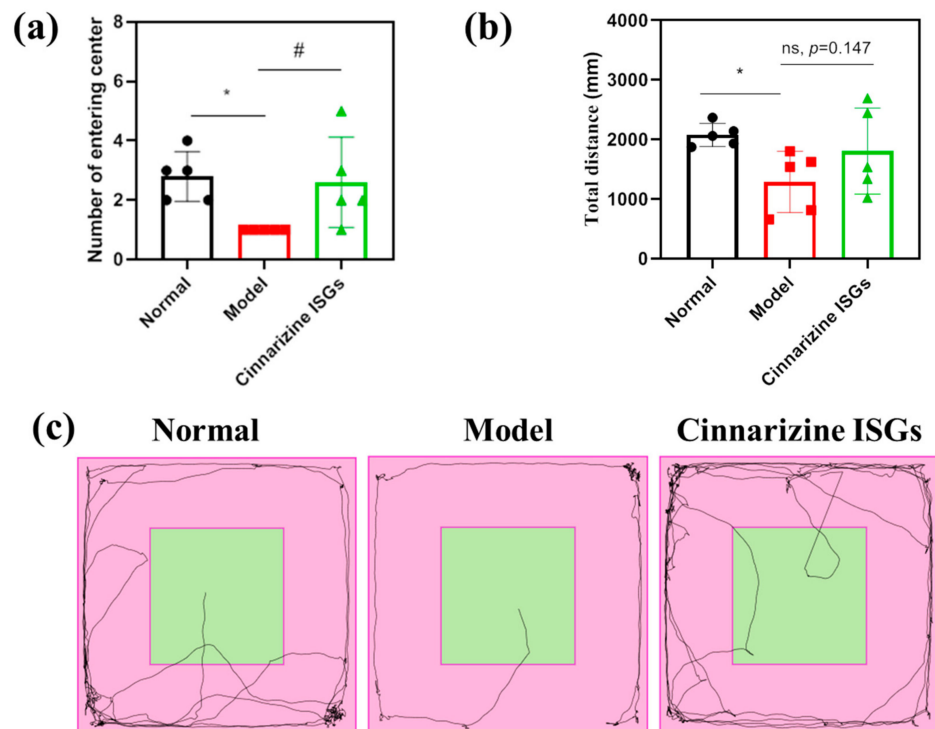 (a)
Number of entering center
8
6
4
2
0
*
#
Normal
Model
Cinnarizine ISGs
(b)
Total distance (mm)
4000
3000
2000
1000
0
*
ns, p=0.147
Normal
Model
Cinnarizine ISGs
(c)
Normal
Model
Cinnarizine ISGs